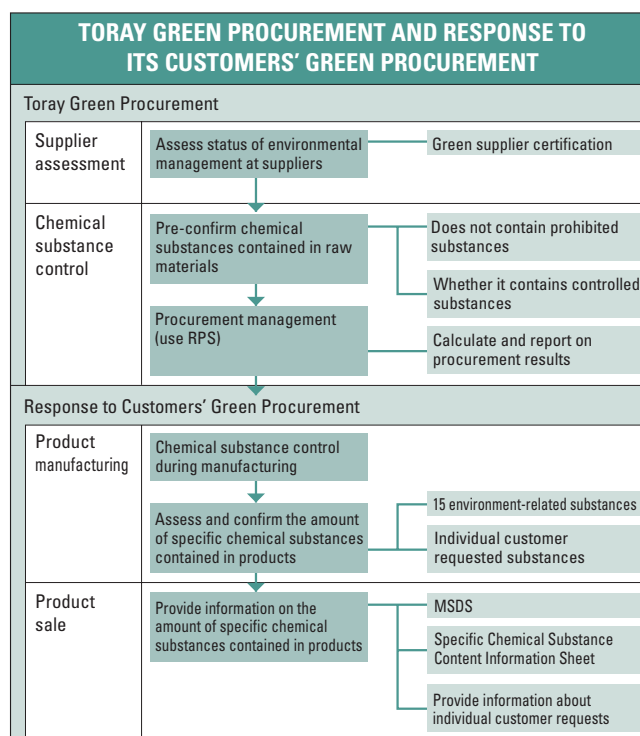 TORAY GREEN PROCUREMENT AND RESPONSE TO
ITS CUSTOMERS’ GREEN PROCUREMENT
Toray Green Procurement
Supplier
assessment
Assess status of environmental
management at suppliers
Green supplier certification
Chemical
substance
control
Pre-confirm chemical
substances contained in raw
materials
Does not contain prohibited
substances
Whether it contains controlled
substances
Procurement management
(use RPS)
Calculate and report on
procurement results
Response to Customers’ Green Procurement
Product
manufacturing
Chemical substance control
during manufacturing
Assess and confirm the amount
of specific chemical substances
contained in products
15 environment-related substances
Individual customer
requested substances
Product
sale
Provide information on the
amount of specific chemical
substances contained in products
MSDS
Specific Chemical Substance
Content Information Sheet
Provide information about
individual customer requests